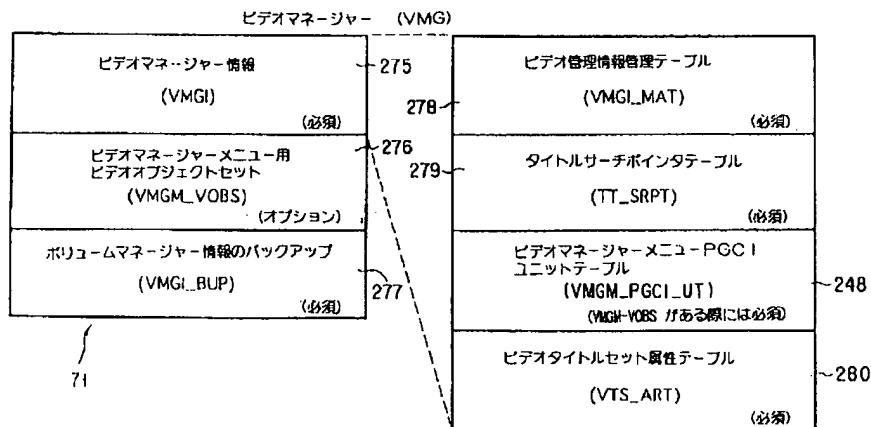 ビデオマネージャー (VMG)
ビデオマネージャー情報
(VMGI)
(必須)
275
ビデオマネージャーメニュー用
ビデオオブジェクトセット
(VMGM_VOBS)
(オプション)
276
ボリュームマネージャー情報のバックアップ
(VMGI_BUP)
(必須)
277
71
ビデオ管理情報管理テーブル
(VMGI_MAT)
(必須)
278
タイトルサーチポインタテーブル
(TT_SRPT)
(必須)
279
ビデオマネージャーメニューPGCI
ユニットテーブル
(VMGM_PGCI_UT)
(VMGM-VOBS がある際には必須)
248
ビデオタイトルセット属性テーブル
(VTS_ART)
(必須)
280